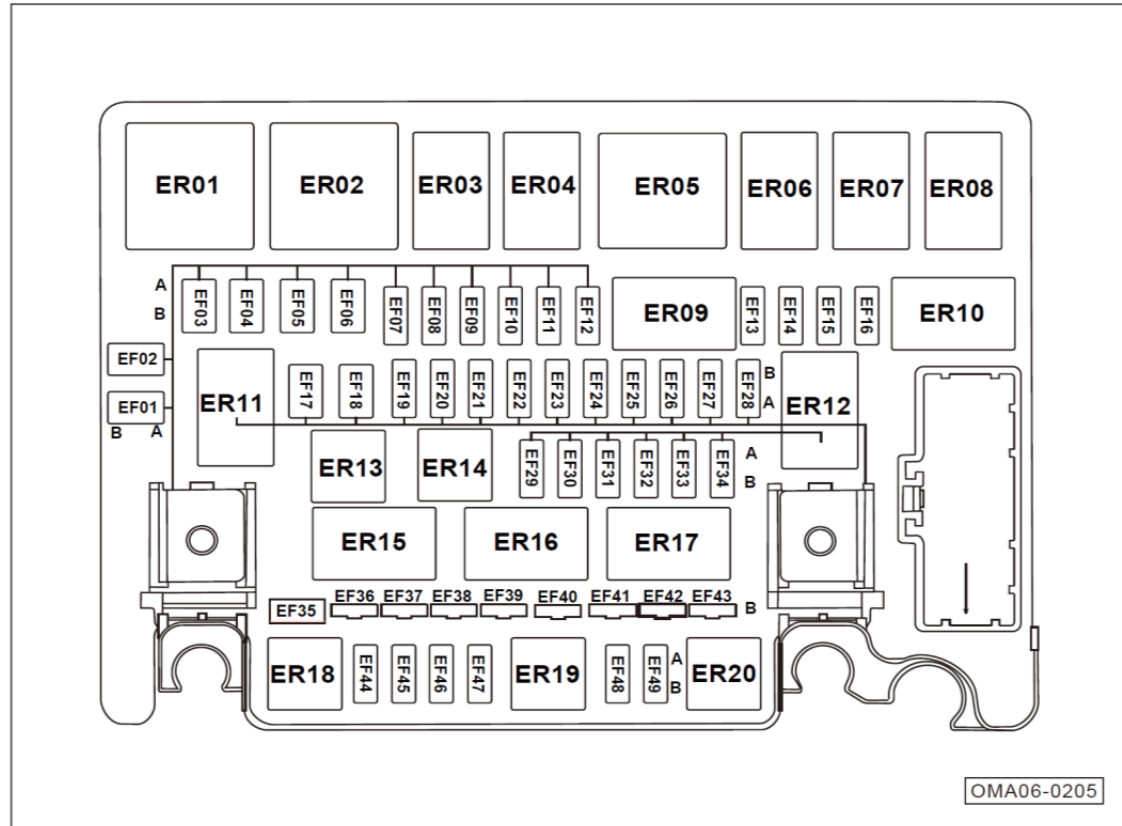 ER01 ER02 ER03 ER04 ER05 ER06 ER07 ER08
A
B
EF03 EF04 EF05 EF06 EF07 EF08 EF09 EF10 EF11 EF12 ER09 EF13 EF14 EF15 EF16 ER10
EF02
EF01
B A
ER11 EF17 EF18 EF19 EF20 EF21 EF22 EF23 EF24 EF25 EF26 EF27 EF28
B
A
ER12
ER13 ER14 EF29 EF30 EF31 EF32 EF33 EF34
A
B
ER15 ER16 ER17
EF35 EF36 EF37 EF38 EF39 EF40 EF41 EF42 EF43 B
ER18 EF44 EF45 EF46 EF47 ER19 EF48 EF49
A
B
ER20
OMA06-0205